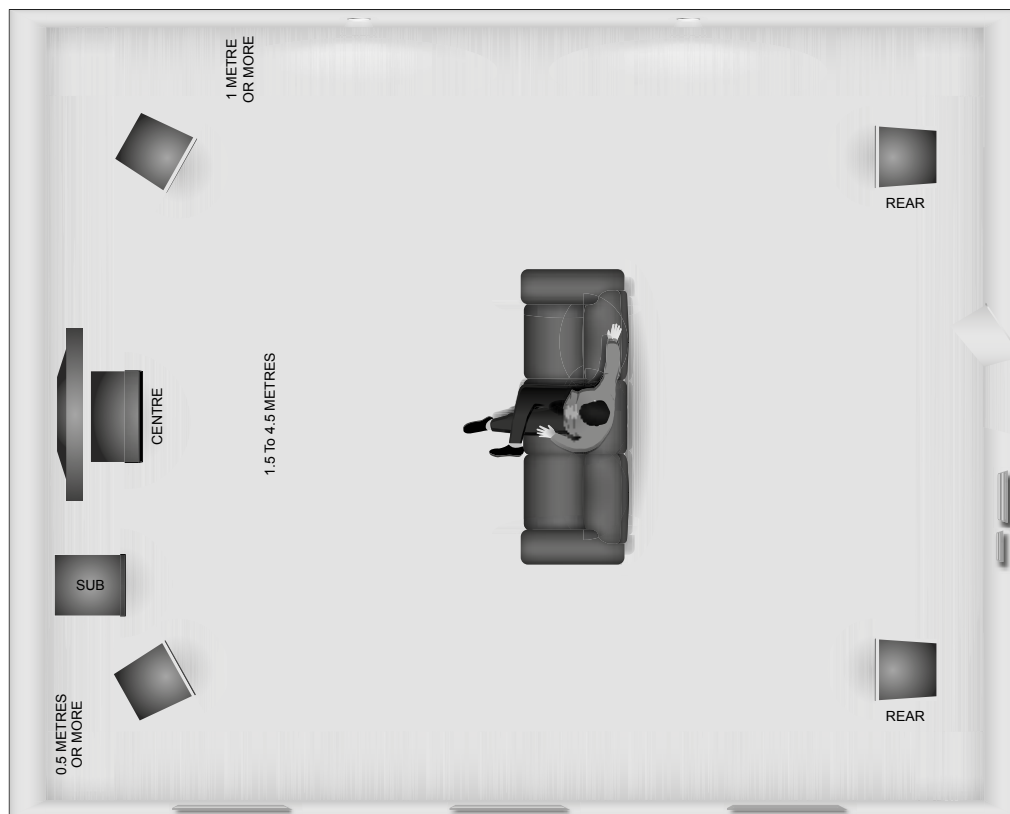 1 METRE
OR MORE
REAR
1.5 To 4.5 METRES
CENTRE
SUB
0.5 METRES
OR MORE
REAR